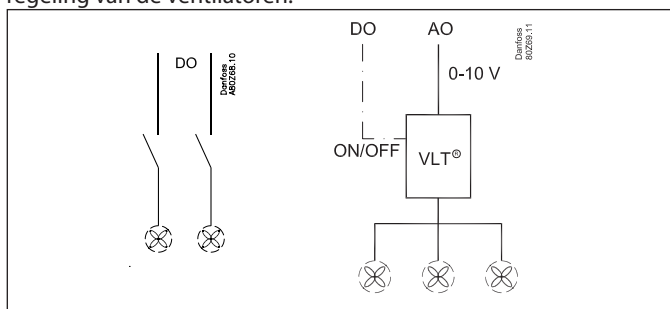 regeling van de ventilatoren.
DO
Danfoss
A80Z68.10
DO
AO
Danfoss
80Z69.11
0-10 V
ON/OFF
VLT®